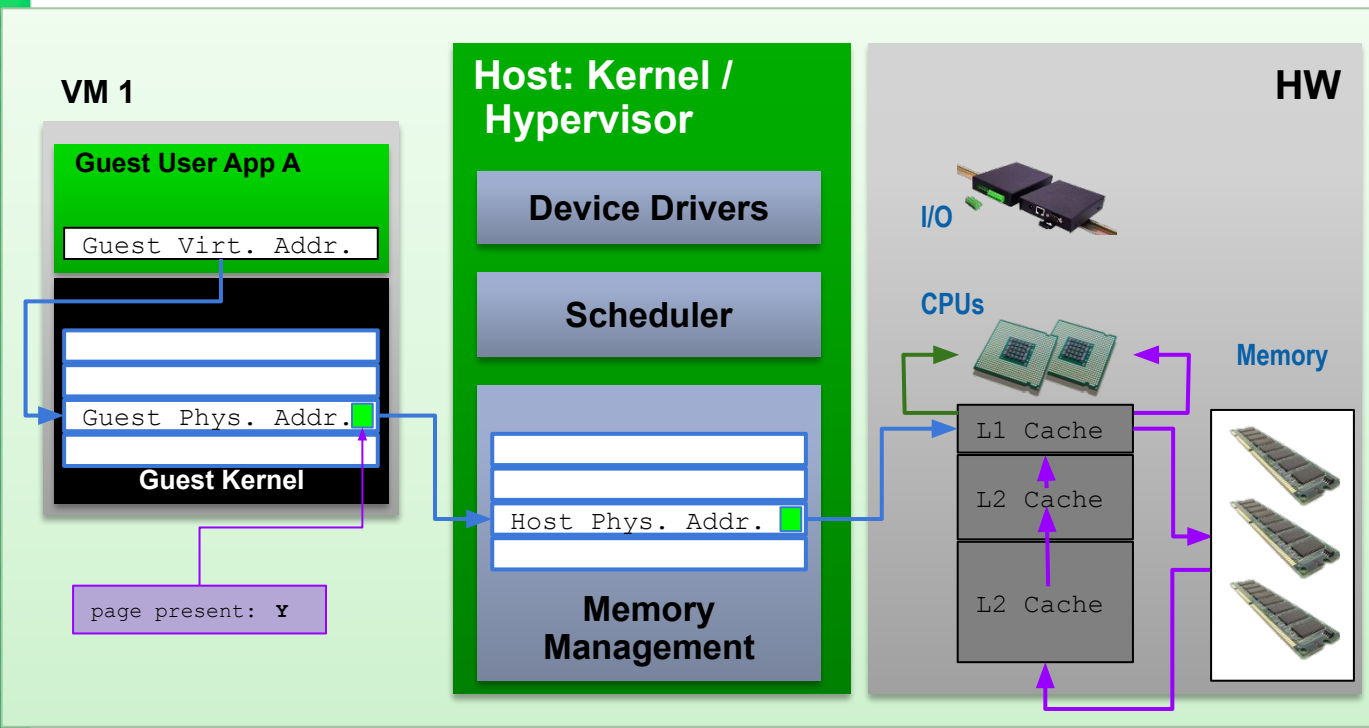 VM 1
Guest User App A
Guest Virt. Addr.
Guest Phys. Addr.
Guest Kernel
page present: Y
Host: Kernel /
Hypervisor
Device Drivers
Scheduler
Host Phys. Addr.
Memory
Management
HW
I/O
CPUs
Memory
L1 Cache
L2 Cache
L2 Cache